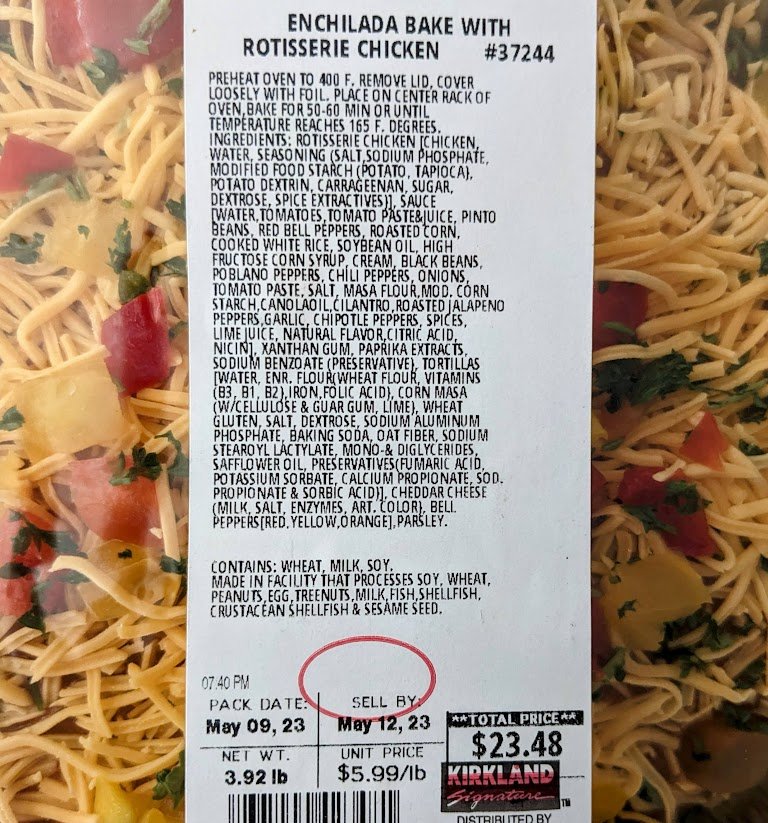 ENCHILADA BAKE WITH
ROTISSERIE CHICKEN #37244
PREHEAT OVEN TO 400 F. REMOVE LID, COVER
LOOSELY WITH FOIL. PLACE ON CENTER RACK OF
OVEN,BAKE FOR 50-60 MIN OR UNTIL
TEMPERATURE REACHES 165 F. DEGREES.
INGREDIENTS: ROTISSERIE CHICKEN [CHICKEN,
WATER, SEASONING (SALT,SODIUM PHOSPHATE,
MODIFIED FOOD STARCH (POTATO, TAPIOCA),
POTATO DEXTRIN, CARRAGEENAN, SUGAR,
DEXTROSE, SPICE EXTRACTIVES)], SAUCE
[WATER,TOMATOES,TOMATO PASTE&JUICE, PINTO
BEANS, RED BELL PEPPERS, ROASTED CORN,
COOKED WHITE RICE, SOYBEAN OIL, HIGH
FRUCTOSE CORN SYRUP, CREAM, BLACK BEANS,
POBLANO PEPPERS, CHILI PEPPERS, ONIONS,
TOMATO PASTE, SALT, MASA FLOUR,MOD. CORN
STARCH,CANOLAOIL,CILANTRO,ROASTED JALAPENO
PEPPERS,GARLIC, CHIPOTLE PEPPERS, SPICES,
LIME JUICE, NATURAL FLAVOR,CITRIC ACID,
NICIN], XANTHAN GUM, PAPRIKA EXTRACTS,
SODIUM BENZOATE (PRESERVATIVE), TORTILLAS
[WATER, ENR. FLOUR(WHEAT FLOUR, VITAMINS
(B3, B1, B2),IRON,FOLIC ACID), CORN MASA
(W/CELLULOSE & GUAR GUM, LIME), WHEAT
GLUTEN, SALT, DEXTROSE, SODIUM ALUMINUM
PHOSPHATE, BAKING SODA, OAT FIBER, SODIUM
STEAROYL LACTYLATE, MONO-& DIGLYCERIDES,
SAFFLOWER OIL, PRESERVATIVES(FUMARIC ACID,
POTASSIUM SORBATE, CALCIUM PROPIONATE, SOD.
PROPIONATE & SORBIC ACID)], CHEDDAR CHEESE
(MILK, SALT, ENZYMES, ART. COLOR), BELL
PEPPERS[RED,YELLOW,ORANGE],PARSLEY.
CONTAINS: WHEAT, MILK, SOY.
MADE IN FACILITY THAT PROCESSES SOY, WHEAT,
PEANUTS,EGG,TREENUTS,MILK,FISH,SHELLFISH,
CRUSTACEAN SHELLFISH & SESAME SEED.
07:40 PM
PACK DATE: SELL BY:
May 09, 23 May 12, 23
NET WT. UNIT PRICE
3.92 lb $5.99/lb
**TOTAL PRICE**
$23.48
KIRKLAND
Signature TM
DISTRIBUTED BY